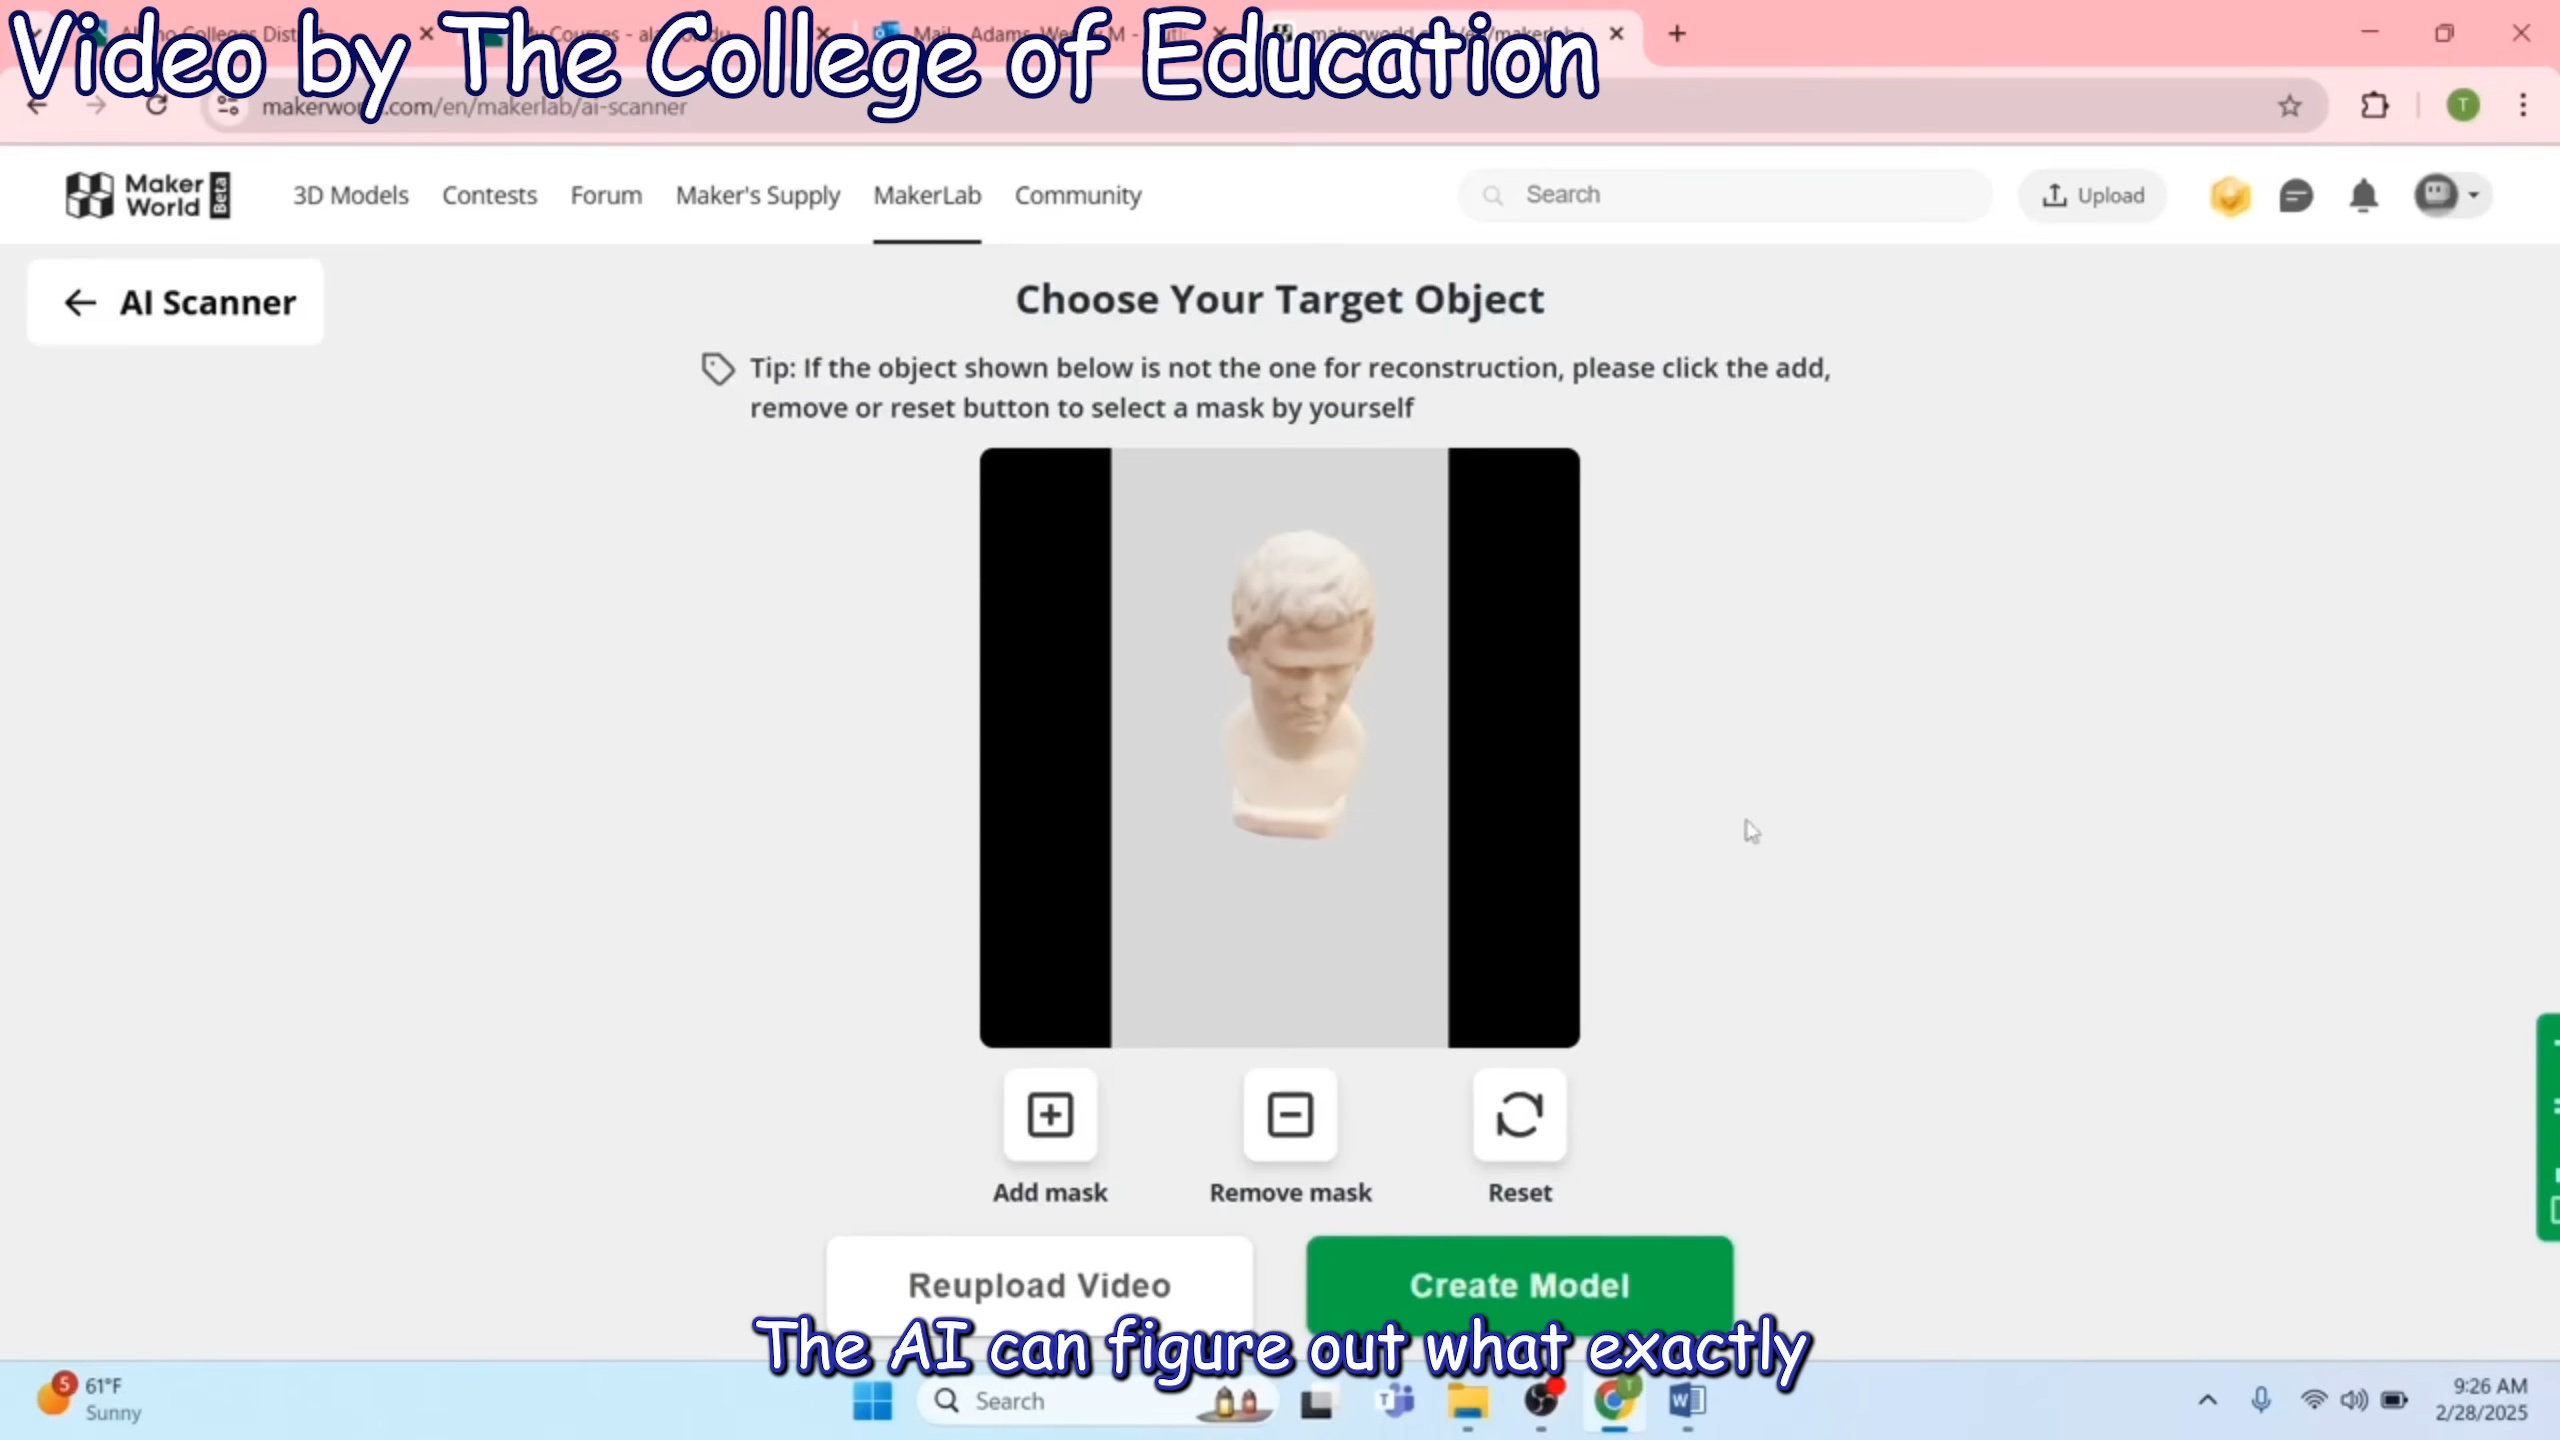 Video by The College of Education
makerworld.com/en/makerlab/ai-scanner
T
Maker World Beta
3D Models
Contests
Forum
Maker's Supply
MakerLab
Community
Search
Upload
AI Scanner
Choose Your Target Object
Tip: If the object shown below is not the one for reconstruction, please click the add,
remove or reset button to select a mask by yourself
Add mask
Remove mask
Reset
Reupload Video
Create Model
The AI can figure out what exactly
5
61°F
Sunny
Search
9:26 AM
2/28/2025